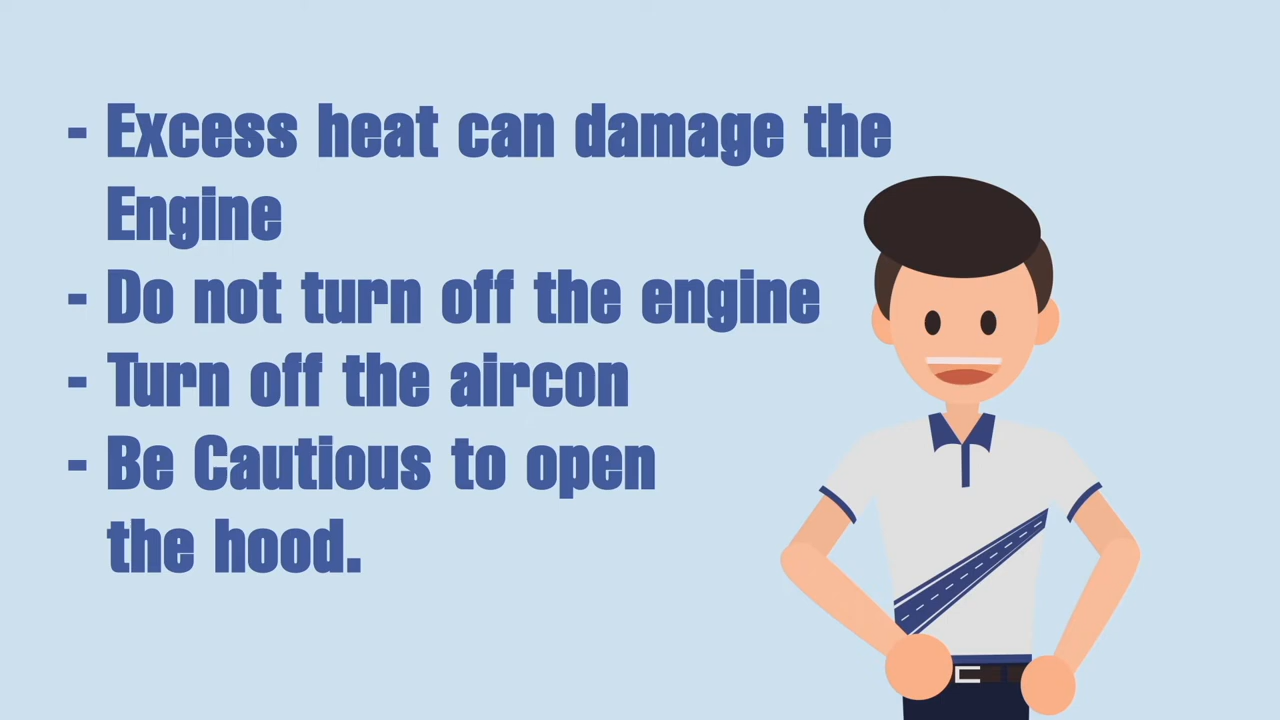 - Excess heat can damage the
Engine
- Do not turn off the engine
- Turn off the aircon
- Be Cautious to open
the hood.